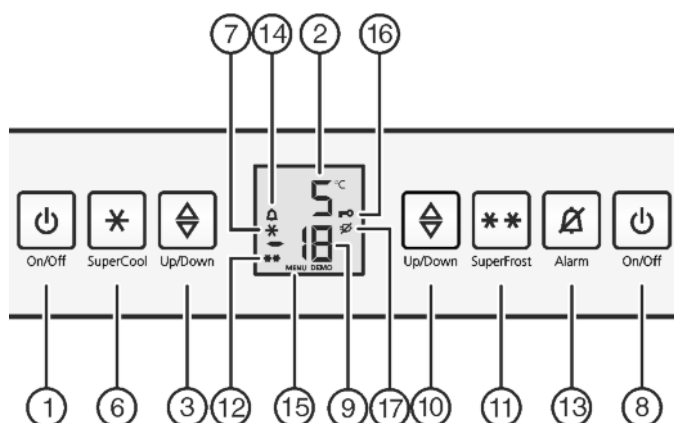 7 14 2 16
5 °C
18
MENU DEMO
On/Off SuperCool Up/Down Up/Down SuperFrost Alarm On/Off
1 6 3 12 15 9 17 10 11 13 8